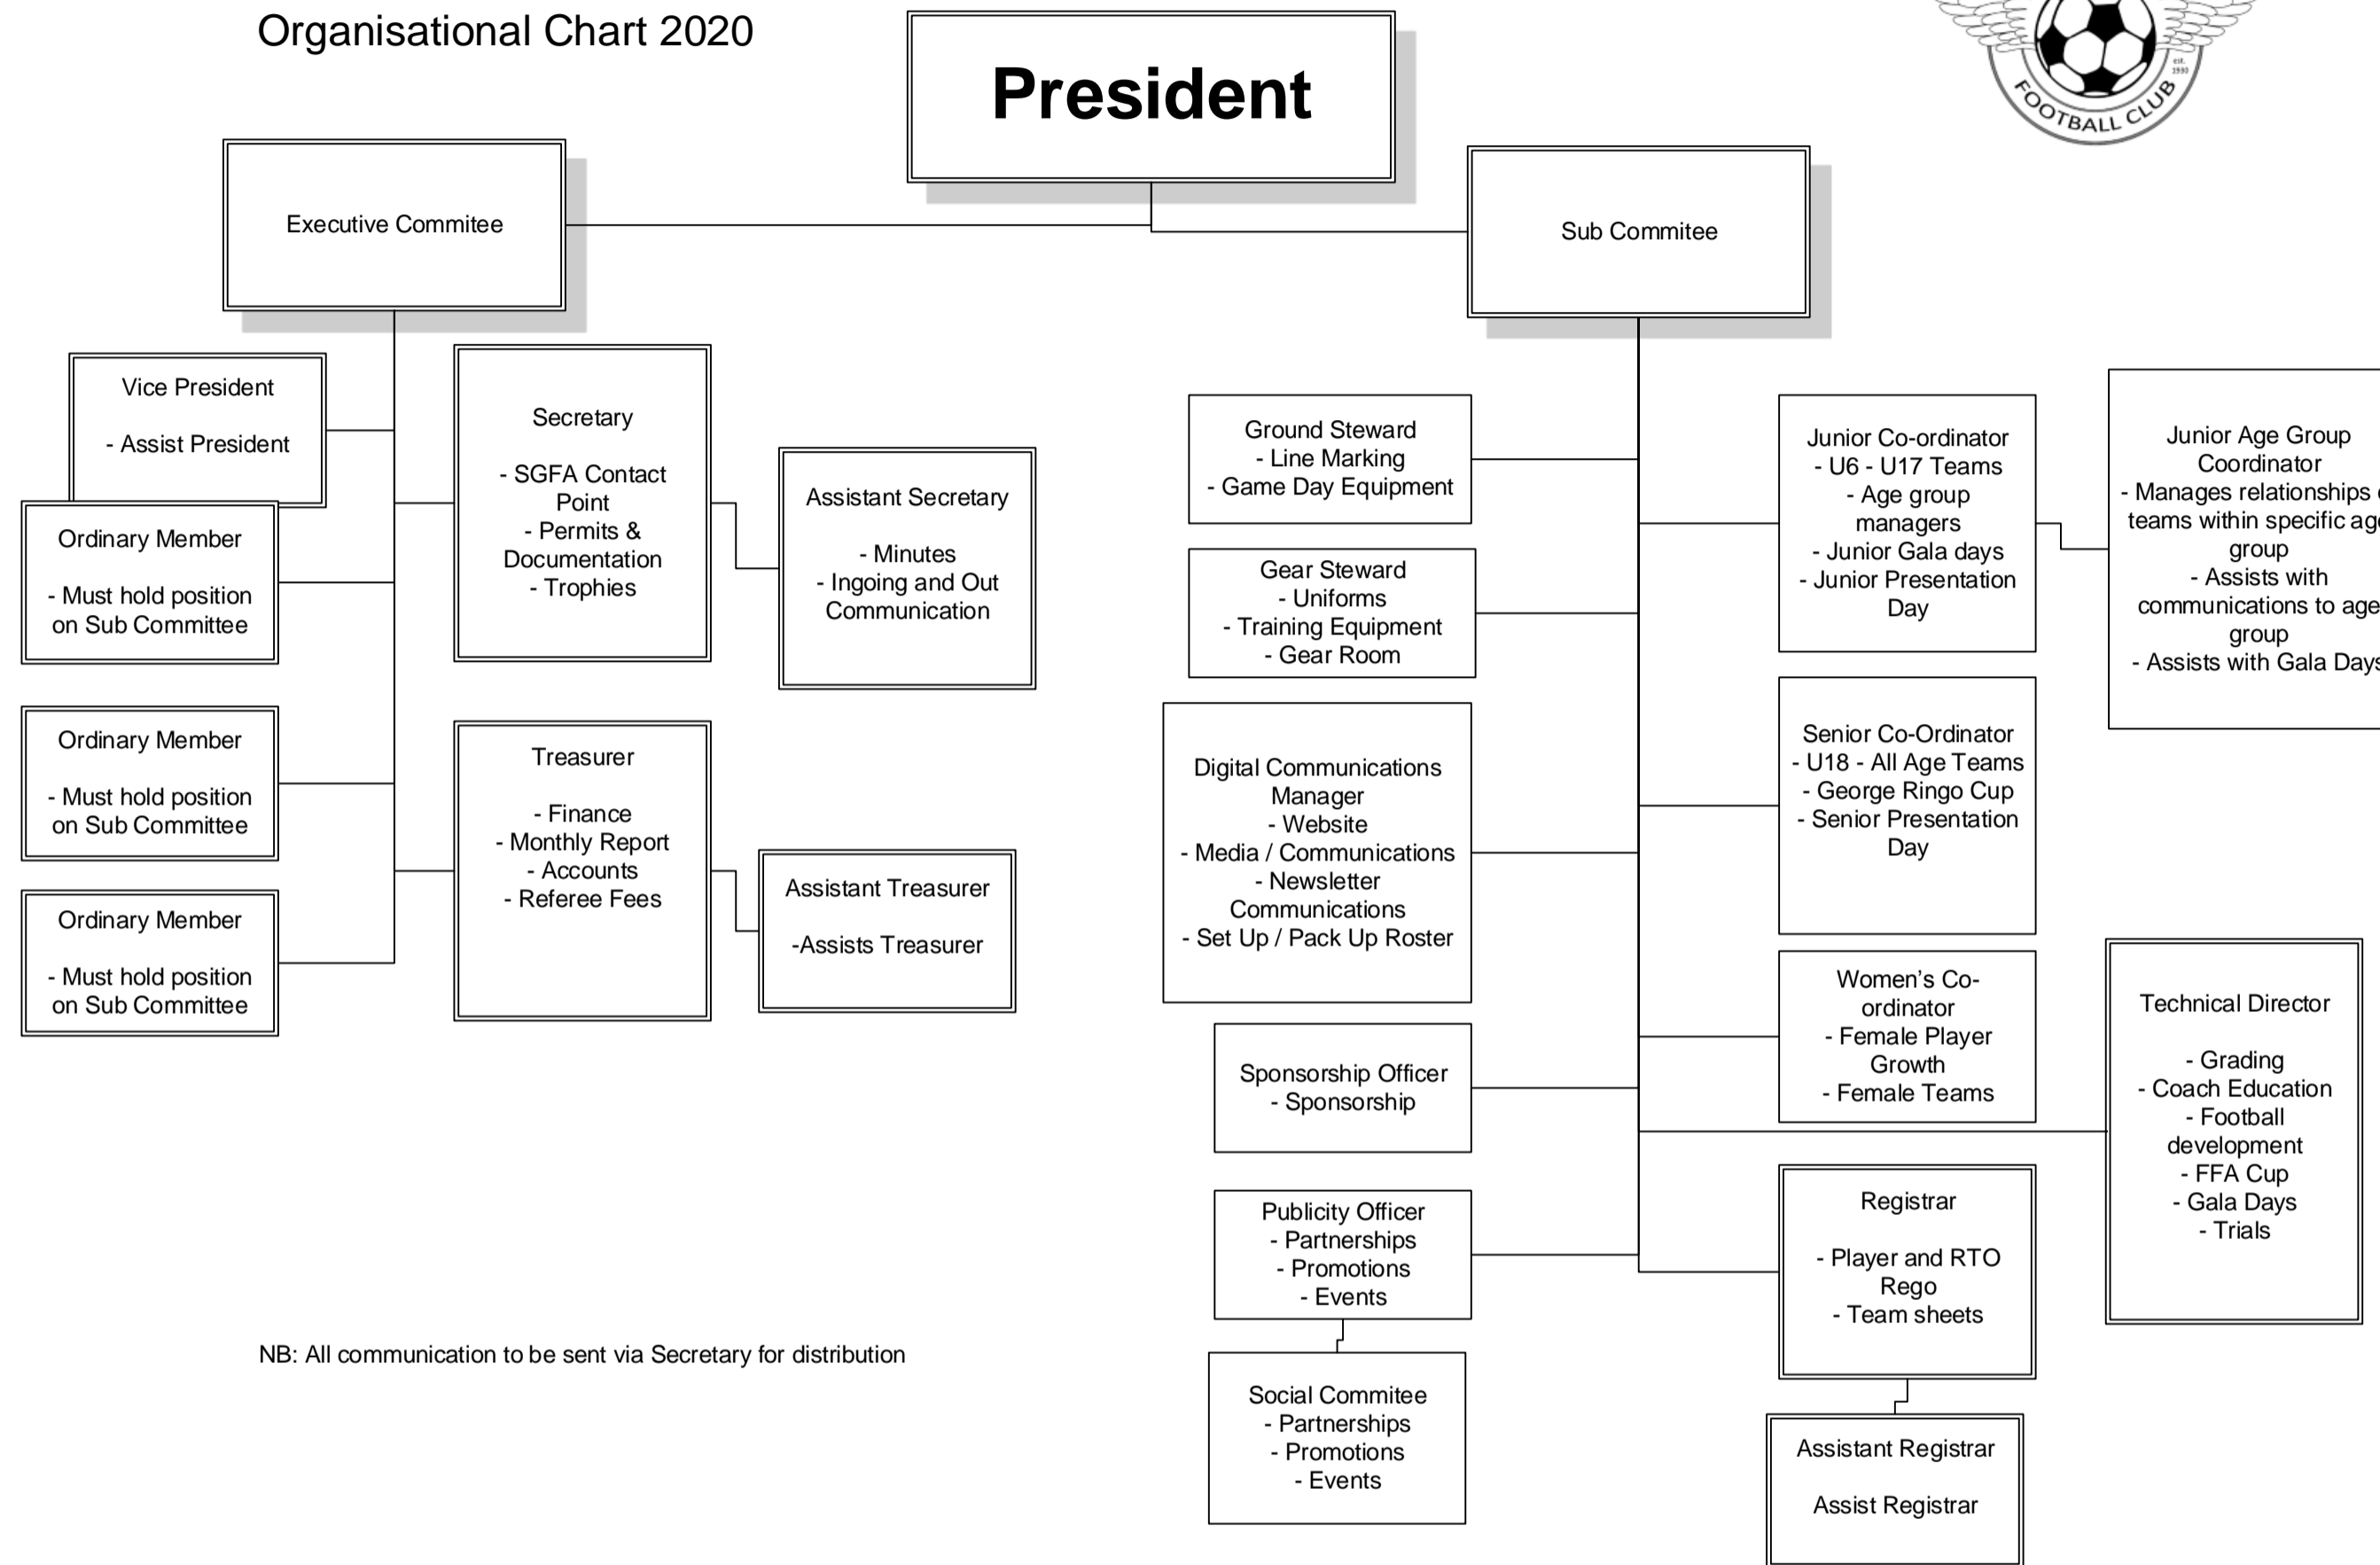 Organisational Chart 2020
President
est.
1930
FOOTBALL CLUB
Executive Commitee
Sub Commitee
Vice President
- Assist President
Ordinary Member
- Must hold position
on Sub Committee
Ordinary Member
- Must hold position
on Sub Committee
Ordinary Member
- Must hold position
on Sub Committee
Secretary
- SGFA Contact
Point
- Permits &
Documentation
- Trophies
Assistant Secretary
- Minutes
- Ingoing and Out
Communication
Treasurer
- Finance
- Monthly Report
- Accounts
- Referee Fees
Assistant Treasurer
-Assists Treasurer
Ground Steward
- Line Marking
- Game Day Equipment
Gear Steward
- Uniforms
- Training Equipment
- Gear Room
Digital Communications
Manager
- Website
- Media / Communications
- Newsletter
Communications
- Set Up / Pack Up Roster
Sponsorship Officer
- Sponsorship
Publicity Officer
- Partnerships
- Promotions
- Events
Social Commitee
- Partnerships
- Promotions
- Events
Junior Co-ordinator
- U6 - U17 Teams
- Age group
managers
- Junior Gala days
- Junior Presentation
Day
Junior Age Group
Coordinator
- Manages relationships
teams within specific age
group
- Assists with
communications to age
group
- Assists with Gala Days
Senior Co-Ordinator
- U18 - All Age Teams
- George Ringo Cup
- Senior Presentation
Day
Women’s Co-
ordinator
- Female Player
Growth
- Female Teams
Technical Director
- Grading
- Coach Education
- Football
development
- FFA Cup
- Gala Days
- Trials
Registrar
- Player and RTO
Rego
- Team sheets
Assistant Registrar
Assist Registrar
NB: All communication to be sent via Secretary for distribution